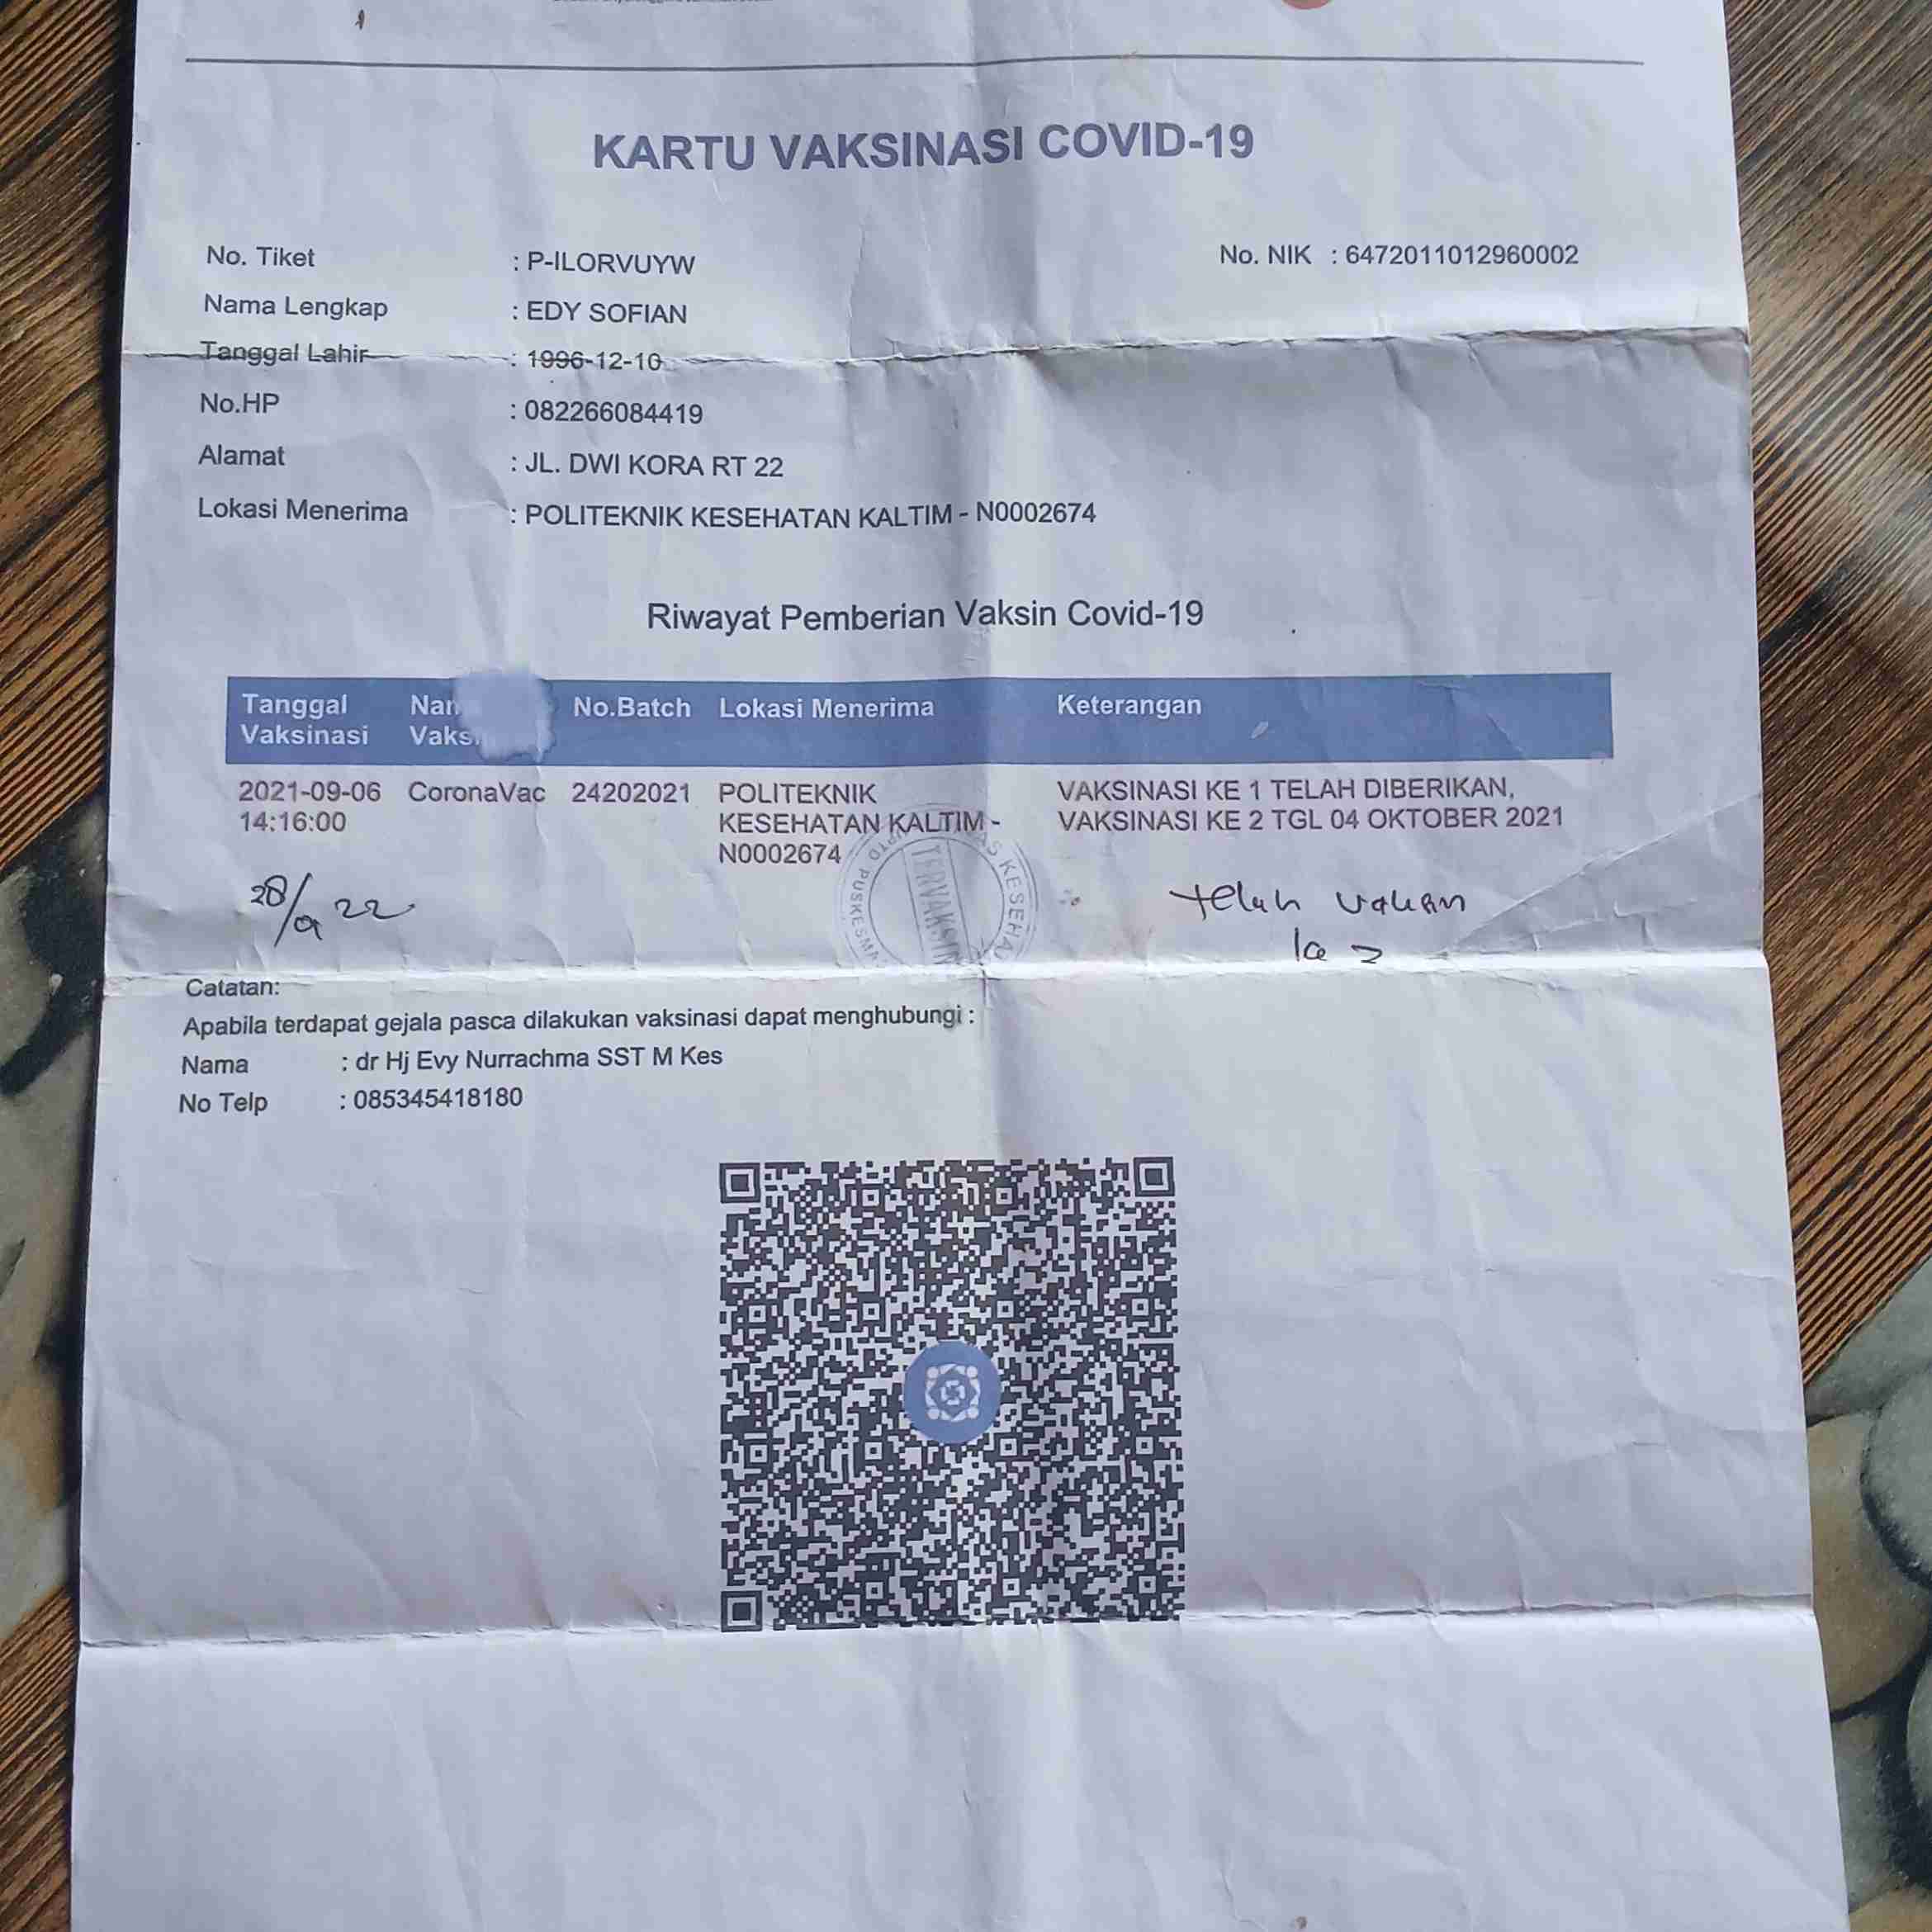 KARTU VAKSINASI COVID-19
No. Tiket : P-ILORVUYW No. NIK : 6472011012960002
Nama Lengkap : EDY SOFIAN
Tanggal Lahir : 1996-12-10
No.HP : 082266084419
Alamat : JL. DWI KORA RT 22
Lokasi Menerima : POLITEKNIK KESEHATAN KALTIM - N0002674
Riwayat Pemberian Vaksin Covid-19
Tanggal No.Batch Lokasi Menerima Keterangan
Vaksinasi
2021-09-06 CoronaVac 24202021 POLITEKNIK VAKSINASI KE 1 TELAH DIBERIKAN,
14:16:00 KESEHATAN KALTIM - VAKSINASI KE 2 TGL 04 OKTOBER 2021
N0002674
28/9 22 telah vaksin
ke 2
Catatan:
Apabila terdapat gejala pasca dilakukan vaksinasi dapat menghubungi :
Nama : dr Hj Evy Nurrachma SST M Kes
No Telp : 085345418180